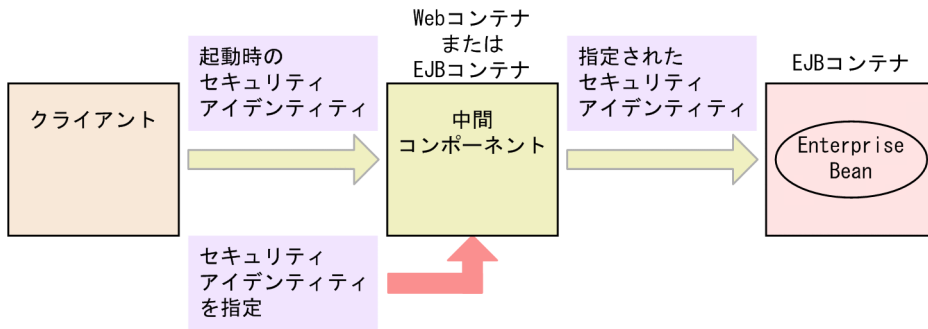 Webコンテナ
または
EJBコンテナ
起動時の
セキュリティ
アイデンティティ
指定された
セキュリティ
アイデンティティ
EJBコンテナ
クライアント
中間
コンポーネント
Enterprise
Bean
セキュリティ
アイデンティティ
を指定